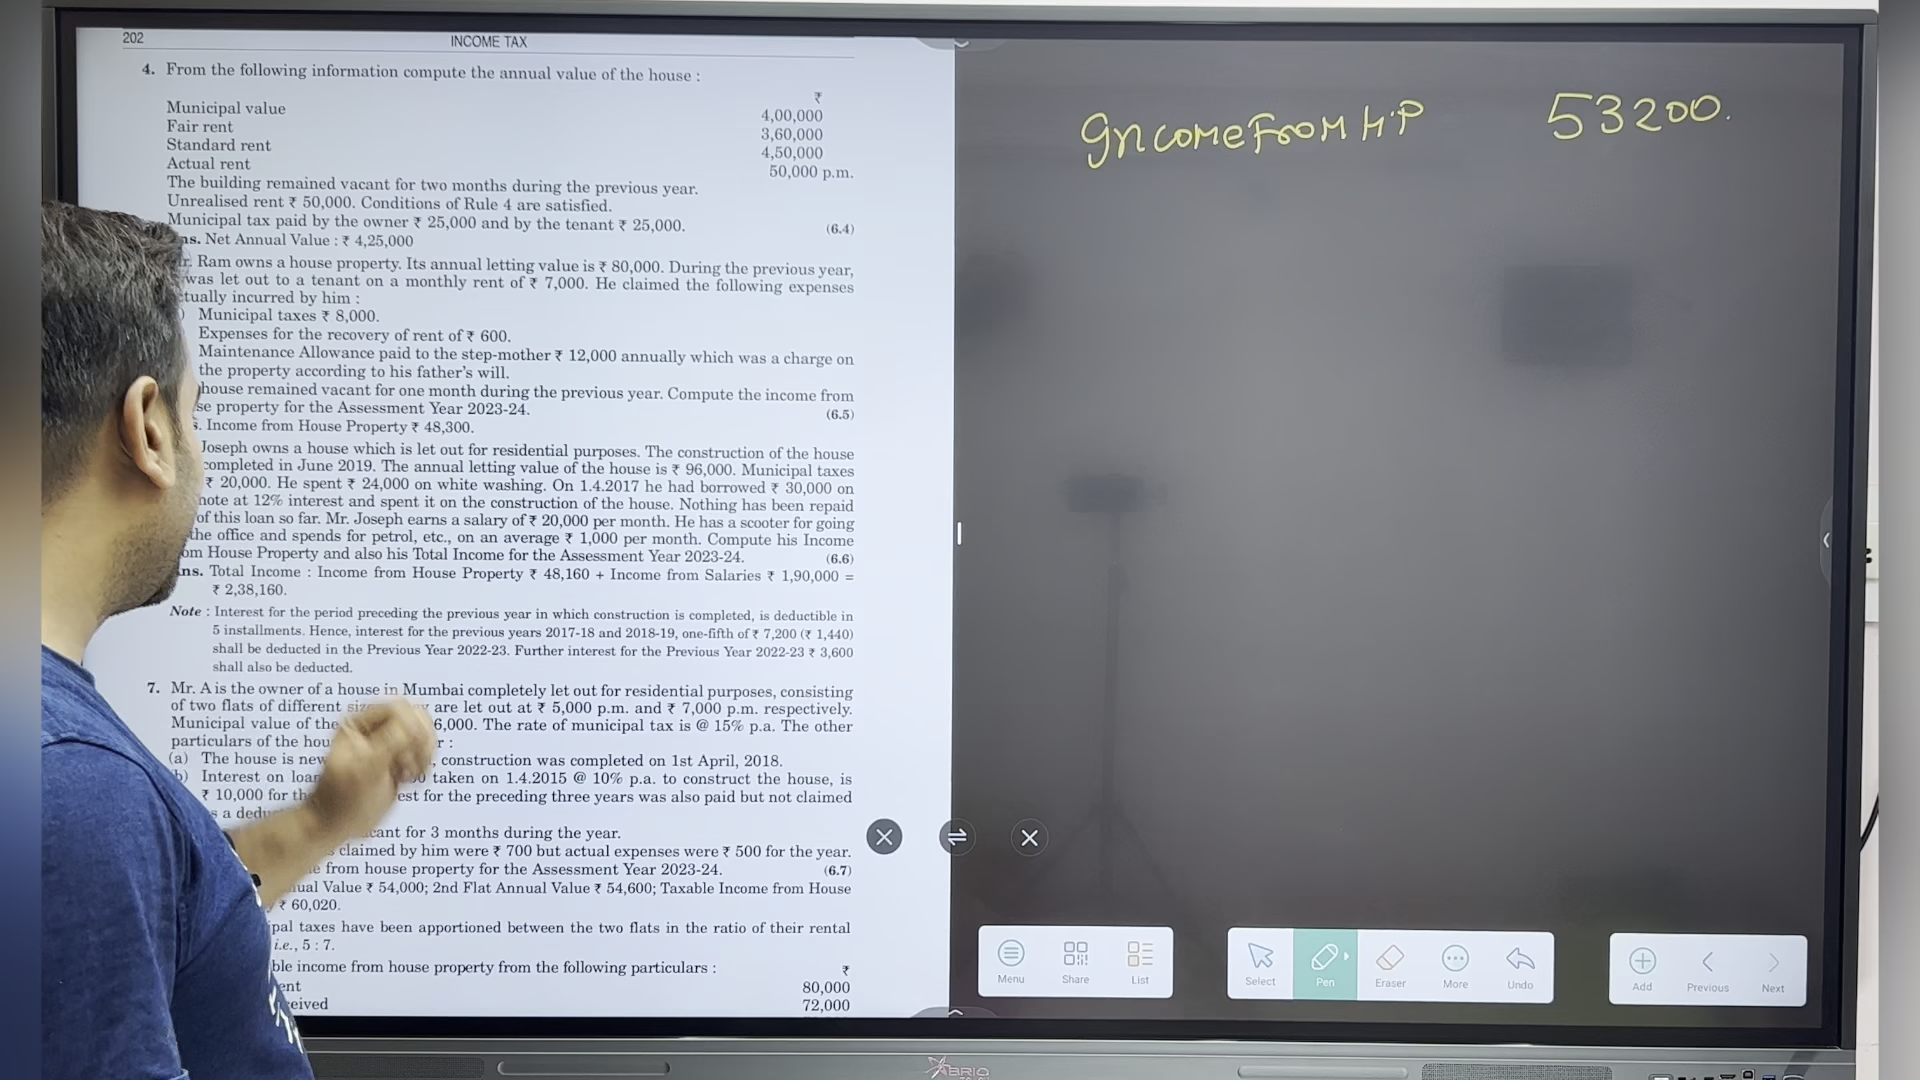 202
INCOME TAX
4. From the following information compute the annual value of the house :
₹
Municipal value 4,00,000
Fair rent 3,60,000
Standard rent 4,50,000
Actual rent 50,000 p.m.
The building remained vacant for two months during the previous year.
Unrealised rent ₹ 50,000. Conditions of Rule 4 are satisfied.
Municipal tax paid by the owner ₹ 25,000 and by the tenant ₹ 25,000. (6.4)
ns. Net Annual Value : ₹ 4,25,000
r. Ram owns a house property. Its annual letting value is ₹ 80,000. During the previous year,
was let out to a tenant on a monthly rent of ₹ 7,000. He claimed the following expenses
tually incurred by him :
) Municipal taxes ₹ 8,000.
Expenses for the recovery of rent of ₹ 600.
Maintenance Allowance paid to the step-mother ₹ 12,000 annually which was a charge on
the property according to his father's will.
house remained vacant for one month during the previous year. Compute the income from
se property for the Assessment Year 2023-24. (6.5)
s. Income from House Property ₹ 48,300.
Joseph owns a house which is let out for residential purposes. The construction of the house
completed in June 2019. The annual letting value of the house is ₹ 96,000. Municipal taxes
₹ 20,000. He spent ₹ 24,000 on white washing. On 1.4.2017 he had borrowed ₹ 30,000 on
note at 12% interest and spent it on the construction of the house. Nothing has been repaid
of this loan so far. Mr. Joseph earns a salary of ₹ 20,000 per month. He has a scooter for going
the office and spends for petrol, etc., on an average ₹ 1,000 per month. Compute his Income
om House Property and also his Total Income for the Assessment Year 2023-24. (6.6)
ns. Total Income : Income from House Property ₹ 48,160 + Income from Salaries ₹ 1,90,000 =
₹ 2,38,160.
Note : Interest for the period preceding the previous year in which construction is completed, is deductible in
5 installments. Hence, interest for the previous years 2017-18 and 2018-19, one-fifth of ₹ 7,200 (₹ 1,440)
shall be deducted in the Previous Year 2022-23. Further interest for the Previous Year 2022-23 ₹ 3,600
shall also be deducted.
7. Mr. A is the owner of a house in Mumbai completely let out for residential purposes, consisting
of two flats of different are let out at ₹ 5,000 p.m. and ₹ 7,000 p.m. respectively.
Municipal value of the 6,000. The rate of municipal tax is @ 15% p.a. The other
particulars of the hou r :
(a) The house is new , construction was completed on 1st April, 2018.
b) Interest on loan taken on 1.4.2015 @ 10% p.a. to construct the house, is
₹ 10,000 for th est for the preceding three years was also paid but not claimed
s a dedu
cant for 3 months during the year.
s claimed by him were ₹ 700 but actual expenses were ₹ 500 for the year.
e from house property for the Assessment Year 2023-24. (6.7)
ual Value ₹ 54,000; 2nd Flat Annual Value ₹ 54,600; Taxable Income from House
₹ 60,020.
pal taxes have been apportioned between the two flats in the ratio of their rental
i.e., 5 : 7.
ble income from house property from the following particulars : ₹
ent 80,000
ceived 72,000
Income From H.P 53200.
Menu Share List Select Pen Eraser More Undo Add Previous Next
ABRIO